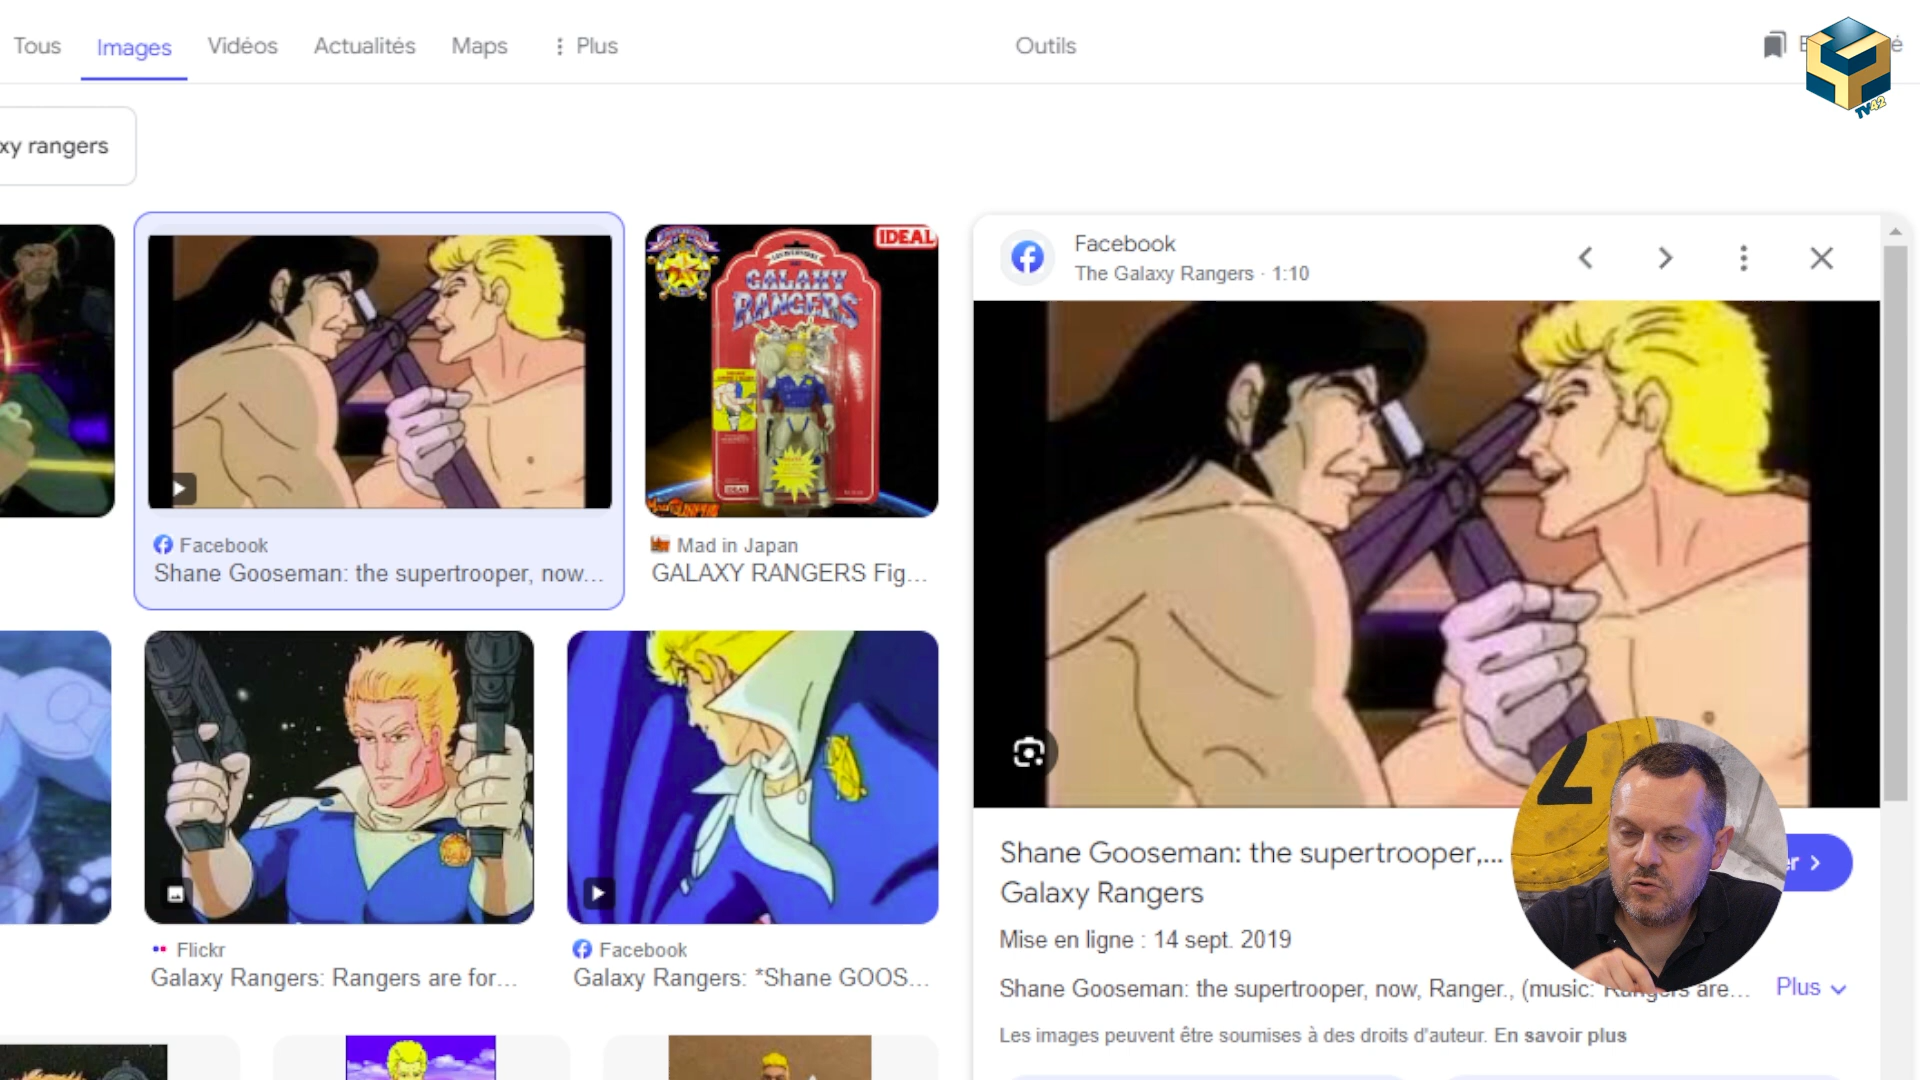 Tous
Images
Vidéos
Actualités
Maps
Plus
Outils
TV42
xy rangers
IDEAL
GALAXY
RANGERS
Facebook
Shane Gooseman: the supertrooper, now...
Mad in Japan
GALAXY RANGERS Fig...
Facebook
The Galaxy Rangers · 1:10
Flickr
Galaxy Rangers: Rangers are for...
Facebook
Galaxy Rangers: *Shane GOOS...
Shane Gooseman: the supertrooper,...
Galaxy Rangers
Mise en ligne : 14 sept. 2019
Shane Gooseman: the supertrooper, now, Ranger., (music: Rangers are...
Plus
Les images peuvent être soumises à des droits d'auteur. En savoir plus